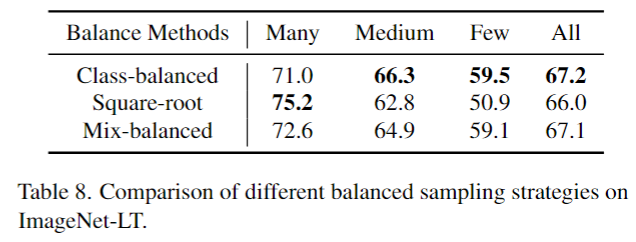 Balance Methods Many Medium Few All
Class-balanced 71.0 66.3 59.5 67.2
Square-root 75.2 62.8 50.9 66.0
Mix-balanced 72.6 64.9 59.1 67.1
Table 8. Comparison of different balanced sampling strategies on
ImageNet-LT.